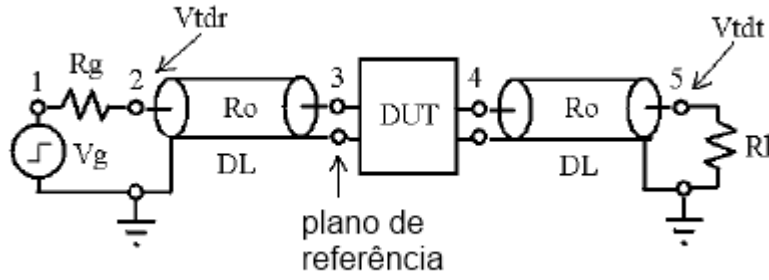 Vtdr
Vtdt
1 Rg 2 3 4 5
Ro DUT Ro
Vg Rl
DL DL
plano de
referência